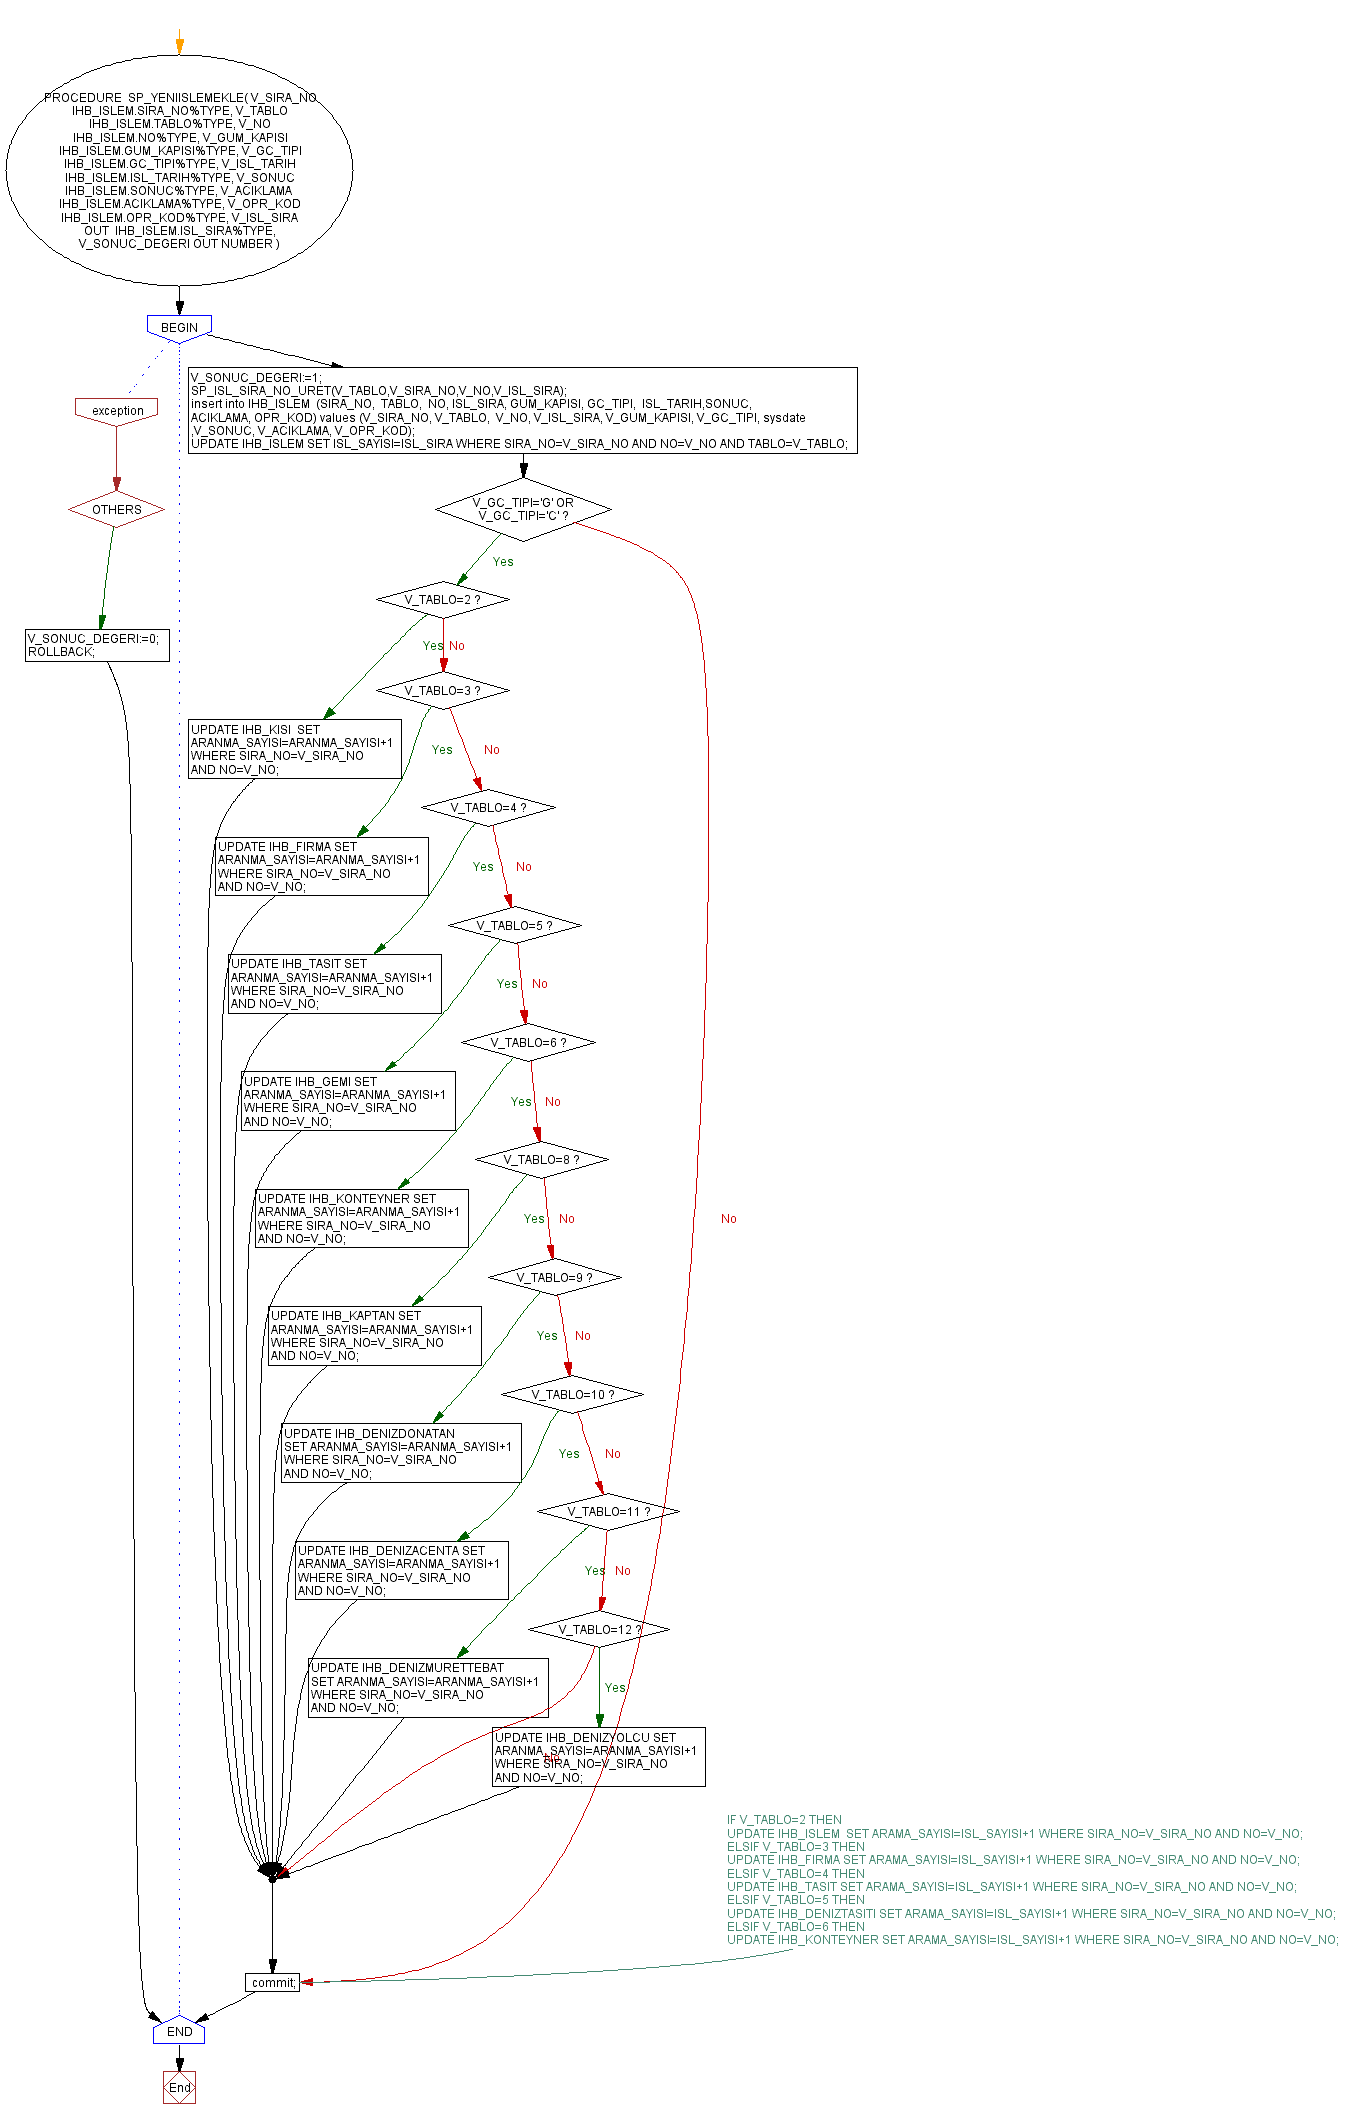 PROCEDURE  SP_YENIISLEMEKLE( V_SIRA_NO
IHB_ISLEM.SIRA_NO%TYPE, V_TABLO
IHB_ISLEM.TABLO%TYPE, V_NO
IHB_ISLEM.NO%TYPE, V_GUM_KAPISI
IHB_ISLEM.GUM_KAPISI%TYPE, V_GC_TIPI
IHB_ISLEM.GC_TIPI%TYPE, V_ISL_TARIH
IHB_ISLEM.ISL_TARIH%TYPE, V_SONUC
IHB_ISLEM.SONUC%TYPE, V_ACIKLAMA
IHB_ISLEM.ACIKLAMA%TYPE, V_OPR_KOD
IHB_ISLEM.OPR_KOD%TYPE, V_ISL_SIRA
OUT  IHB_ISLEM.ISL_SIRA%TYPE,
V_SONUC_DEGERI OUT NUMBER )
BEGIN
V_SONUC_DEGERI:=1;
SP_ISL_SIRA_NO_URET(V_TABLO,V_SIRA_NO,V_NO,V_ISL_SIRA);
insert into IHB_ISLEM  (SIRA_NO,  TABLO,  NO, ISL_SIRA, GUM_KAPISI, GC_TIPI,  ISL_TARIH,SONUC,
ACIKLAMA, OPR_KOD) values (V_SIRA_NO, V_TABLO,  V_NO, V_ISL_SIRA, V_GUM_KAPISI, V_GC_TIPI, sysdate
,V_SONUC, V_ACIKLAMA, V_OPR_KOD);
UPDATE IHB_ISLEM SET ISL_SAYISI=ISL_SIRA WHERE SIRA_NO=V_SIRA_NO AND NO=V_NO AND TABLO=V_TABLO;
exception
OTHERS
V_SONUC_DEGERI:=0;
ROLLBACK;
V_GC_TIPI='G' OR
V_GC_TIPI='C' ?
Yes
No
V_TABLO=2 ?
Yes
No
UPDATE IHB_KISI  SET
ARANMA_SAYISI=ARANMA_SAYISI+1
WHERE SIRA_NO=V_SIRA_NO
AND NO=V_NO;
V_TABLO=3 ?
Yes
No
UPDATE IHB_FIRMA SET
ARANMA_SAYISI=ARANMA_SAYISI+1
WHERE SIRA_NO=V_SIRA_NO
AND NO=V_NO;
V_TABLO=4 ?
Yes
No
UPDATE IHB_TASIT SET
ARANMA_SAYISI=ARANMA_SAYISI+1
WHERE SIRA_NO=V_SIRA_NO
AND NO=V_NO;
V_TABLO=5 ?
Yes
No
UPDATE IHB_GEMI SET
ARANMA_SAYISI=ARANMA_SAYISI+1
WHERE SIRA_NO=V_SIRA_NO
AND NO=V_NO;
V_TABLO=6 ?
Yes
No
UPDATE IHB_KONTEYNER SET
ARANMA_SAYISI=ARANMA_SAYISI+1
WHERE SIRA_NO=V_SIRA_NO
AND NO=V_NO;
V_TABLO=8 ?
Yes
No
UPDATE IHB_KAPTAN SET
ARANMA_SAYISI=ARANMA_SAYISI+1
WHERE SIRA_NO=V_SIRA_NO
AND NO=V_NO;
V_TABLO=9 ?
Yes
No
UPDATE IHB_DENIZDONATAN
SET ARANMA_SAYISI=ARANMA_SAYISI+1
WHERE SIRA_NO=V_SIRA_NO
AND NO=V_NO;
V_TABLO=10 ?
Yes
No
UPDATE IHB_DENIZACENTA SET
ARANMA_SAYISI=ARANMA_SAYISI+1
WHERE SIRA_NO=V_SIRA_NO
AND NO=V_NO;
V_TABLO=11 ?
Yes
No
UPDATE IHB_DENIZMURETTEBAT
SET ARANMA_SAYISI=ARANMA_SAYISI+1
WHERE SIRA_NO=V_SIRA_NO
AND NO=V_NO;
V_TABLO=12 ?
Yes
No
UPDATE IHB_DENIZYOLCU SET
ARANMA_SAYISI=ARANMA_SAYISI+1
WHERE SIRA_NO=V_SIRA_NO
AND NO=V_NO;
IF V_TABLO=2 THEN
UPDATE IHB_ISLEM  SET ARAMA_SAYISI=ISL_SAYISI+1 WHERE SIRA_NO=V_SIRA_NO AND NO=V_NO;
ELSIF V_TABLO=3 THEN
UPDATE IHB_FIRMA SET ARAMA_SAYISI=ISL_SAYISI+1 WHERE SIRA_NO=V_SIRA_NO AND NO=V_NO;
ELSIF V_TABLO=4 THEN
UPDATE IHB_TASIT SET ARAMA_SAYISI=ISL_SAYISI+1 WHERE SIRA_NO=V_SIRA_NO AND NO=V_NO;
ELSIF V_TABLO=5 THEN
UPDATE IHB_DENIZTASITI SET ARAMA_SAYISI=ISL_SAYISI+1 WHERE SIRA_NO=V_SIRA_NO AND NO=V_NO;
ELSIF V_TABLO=6 THEN
UPDATE IHB_KONTEYNER SET ARAMA_SAYISI=ISL_SAYISI+1 WHERE SIRA_NO=V_SIRA_NO AND NO=V_NO;
commit;
END
End